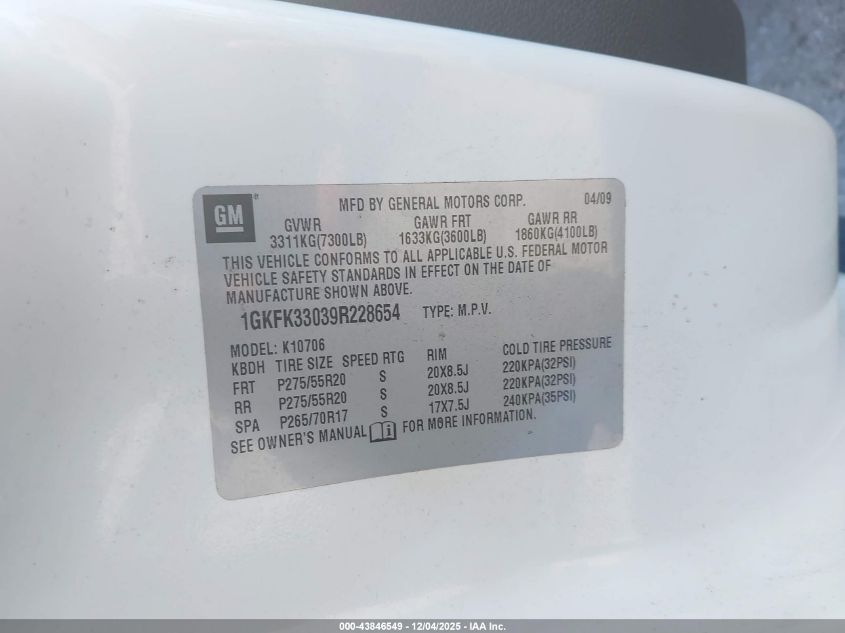 GM
MFD BY GENERAL MOTORS CORP. 04/09
GVWR GAWR FRT GAWR RR
3311KG(7300LB) 1633KG(3600LB) 1860KG(4100LB)
THIS VEHICLE CONFORMS TO ALL APPLICABLE U.S. FEDERAL MOTOR
VEHICLE SAFETY STANDARDS IN EFFECT ON THE DATE OF
MANUFACTURE SHOWN ABOVE.
1GKFK33039R228654 TYPE: M.P.V.
MODEL: K10706
KBDH TIRE SIZE SPEED RTG RIM COLD TIRE PRESSURE
FRT P275/55R20 S 20X8.5J 220KPA(32PSI)
RR P275/55R20 S 20X8.5J 220KPA(32PSI)
SPA P265/70R17 S 17X7.5J 240KPA(35PSI)
SEE OWNER'S MANUAL i FOR MORE INFORMATION.
000-43846549 - 12/04/2025 - IAA Inc.